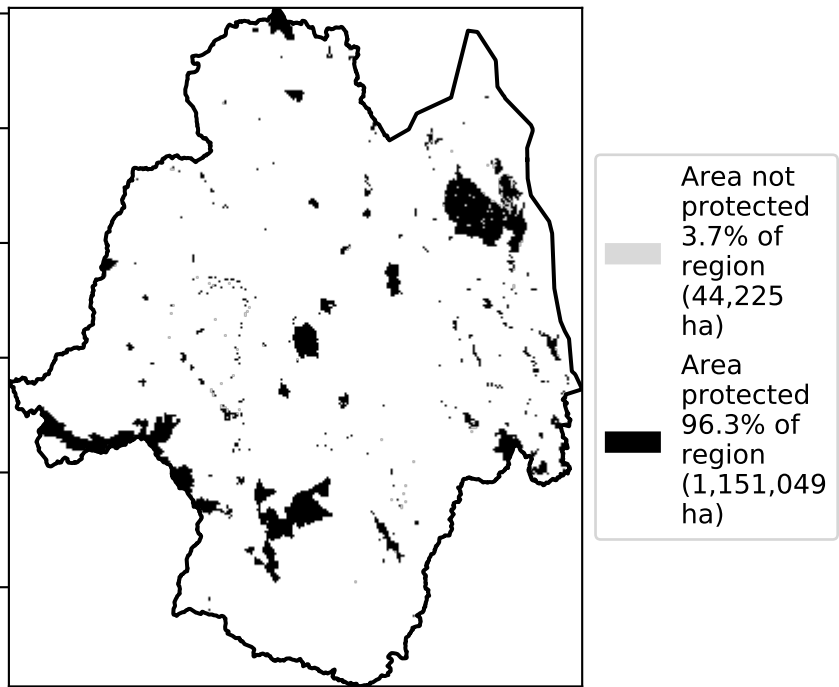 Area not
protected
3.7% of
region
(44,225
ha)
Area
protected
96.3% of
region
(1,151,049
ha)